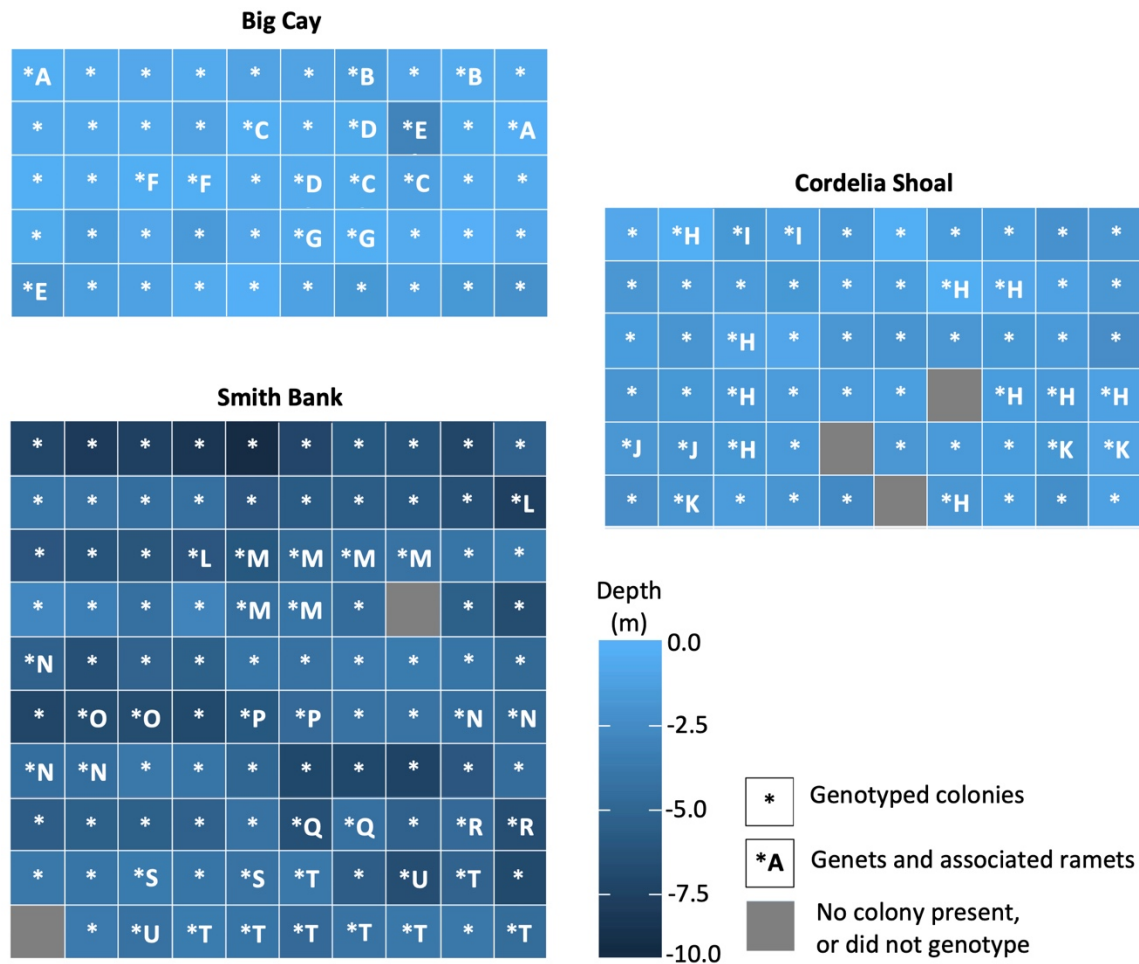 Big Cay
*A * * * * * *B * *B *
* * * * *C * *D *E * *A
* * *F *F * *D *C *C * *
* * * * * *G *G * * *
*E * * * * * * * * *
Cordelia Shoal
* *H *I *I * * * * * *
* * * * * * *H *H * *
* * *H * * * * * * *
* * *H * * * *H *H *H
*J *J *H * * * * *K *K
* *K * * * *H * * *
Smith Bank
* * * * * * * * * *
* * * * * * * * * *L
* * * *L *M *M *M *M * *
* * * * *M *M * * *
*N * * * * * * * * *
* *O *O * *P *P * * *N *N
*N *N * * * * * * * *
* * * * * *Q *Q * *R *R
* * *S * *S *T * *U *T *
* *U *T *T *T *T *T * *T
Depth
(m)
0.0
-2.5
-5.0
-7.5
-10.0
* Genotyped colonies
*A Genets and associated ramets
No colony present,
or did not genotype